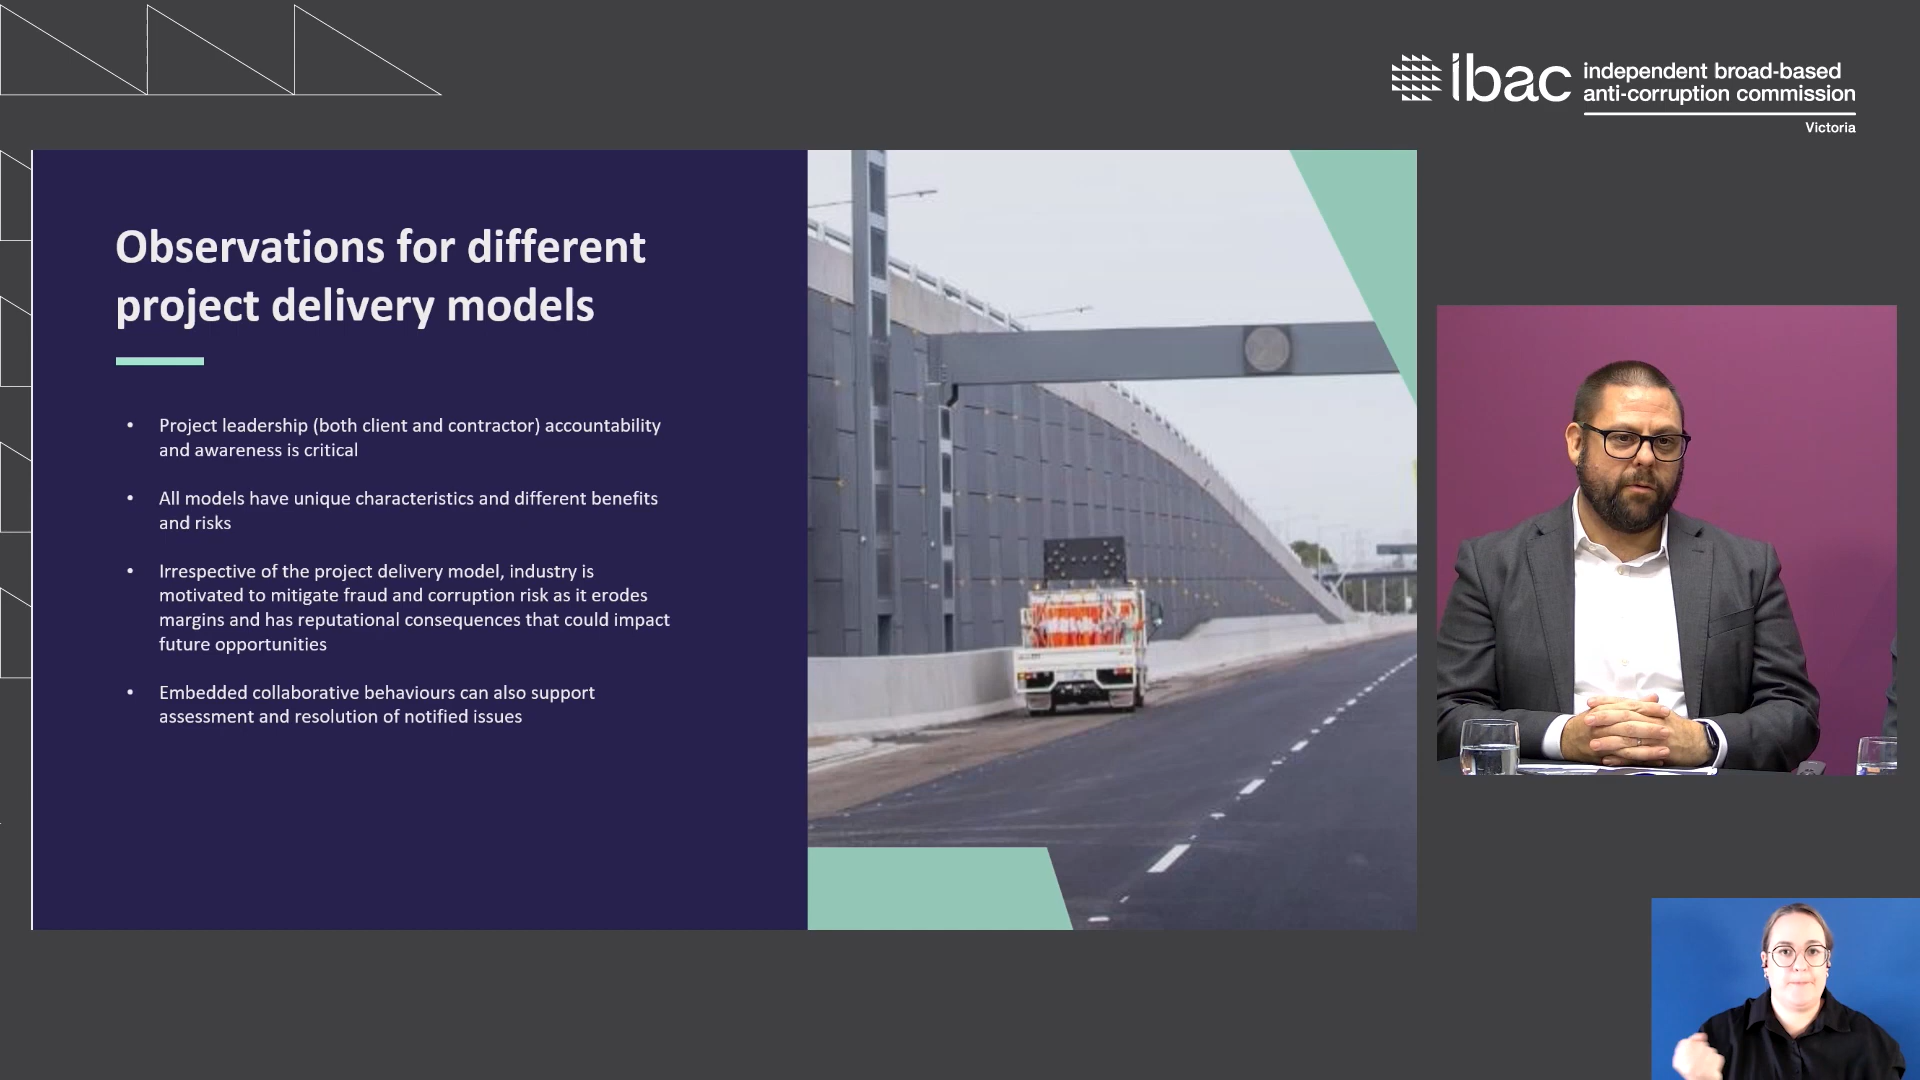 ibac
independent broad-based
anti-corruption commission
Victoria
Observations for different
project delivery models
• Project leadership (both client and contractor) accountability
and awareness is critical
• All models have unique characteristics and different benefits
and risks
• Irrespective of the project delivery model, industry is
motivated to mitigate fraud and corruption risk as it erodes
margins and has reputational consequences that could impact
future opportunities
• Embedded collaborative behaviours can also support
assessment and resolution of notified issues